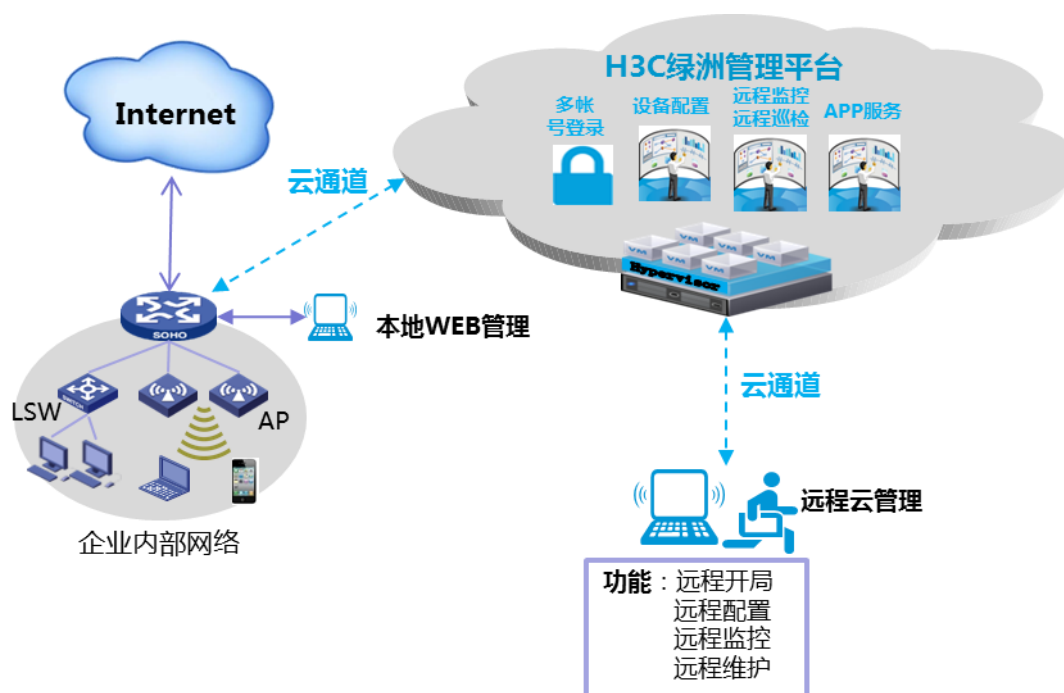 H3C绿洲管理平台
Internet
多帐
号登录
设备配置
远程监控
远程巡检
APP服务
云通道
VM
VM
VM
VM
VM
VM
Hypervisor
SOHO
本地WEB管理
云通道
SWITCH
LSW
AP
企业内部网络
远程云管理
功能：远程开局
远程配置
远程监控
远程维护